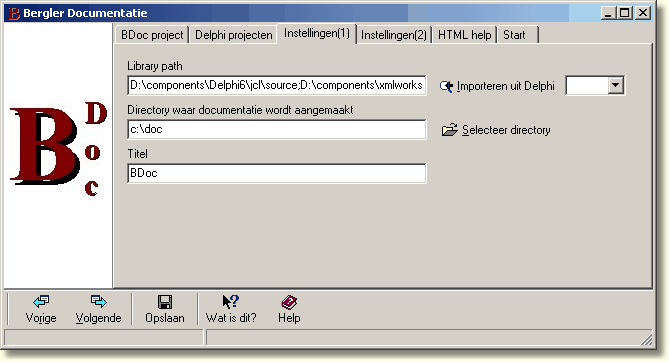 Bergler Documentatie
BDoc project Delphi projecten Instellingen(1) Instellingen(2) HTML help Start
BDoc
Library path
D:\components\Delphi6\jcl\source;D:\components\xmlworks Importeren uit Delphi
Directory waar documentatie wordt aangemaakt
c:\doc Selecteer directory
Titel
BDoc
Vorige Volgende Opslaan Wat is dit? Help